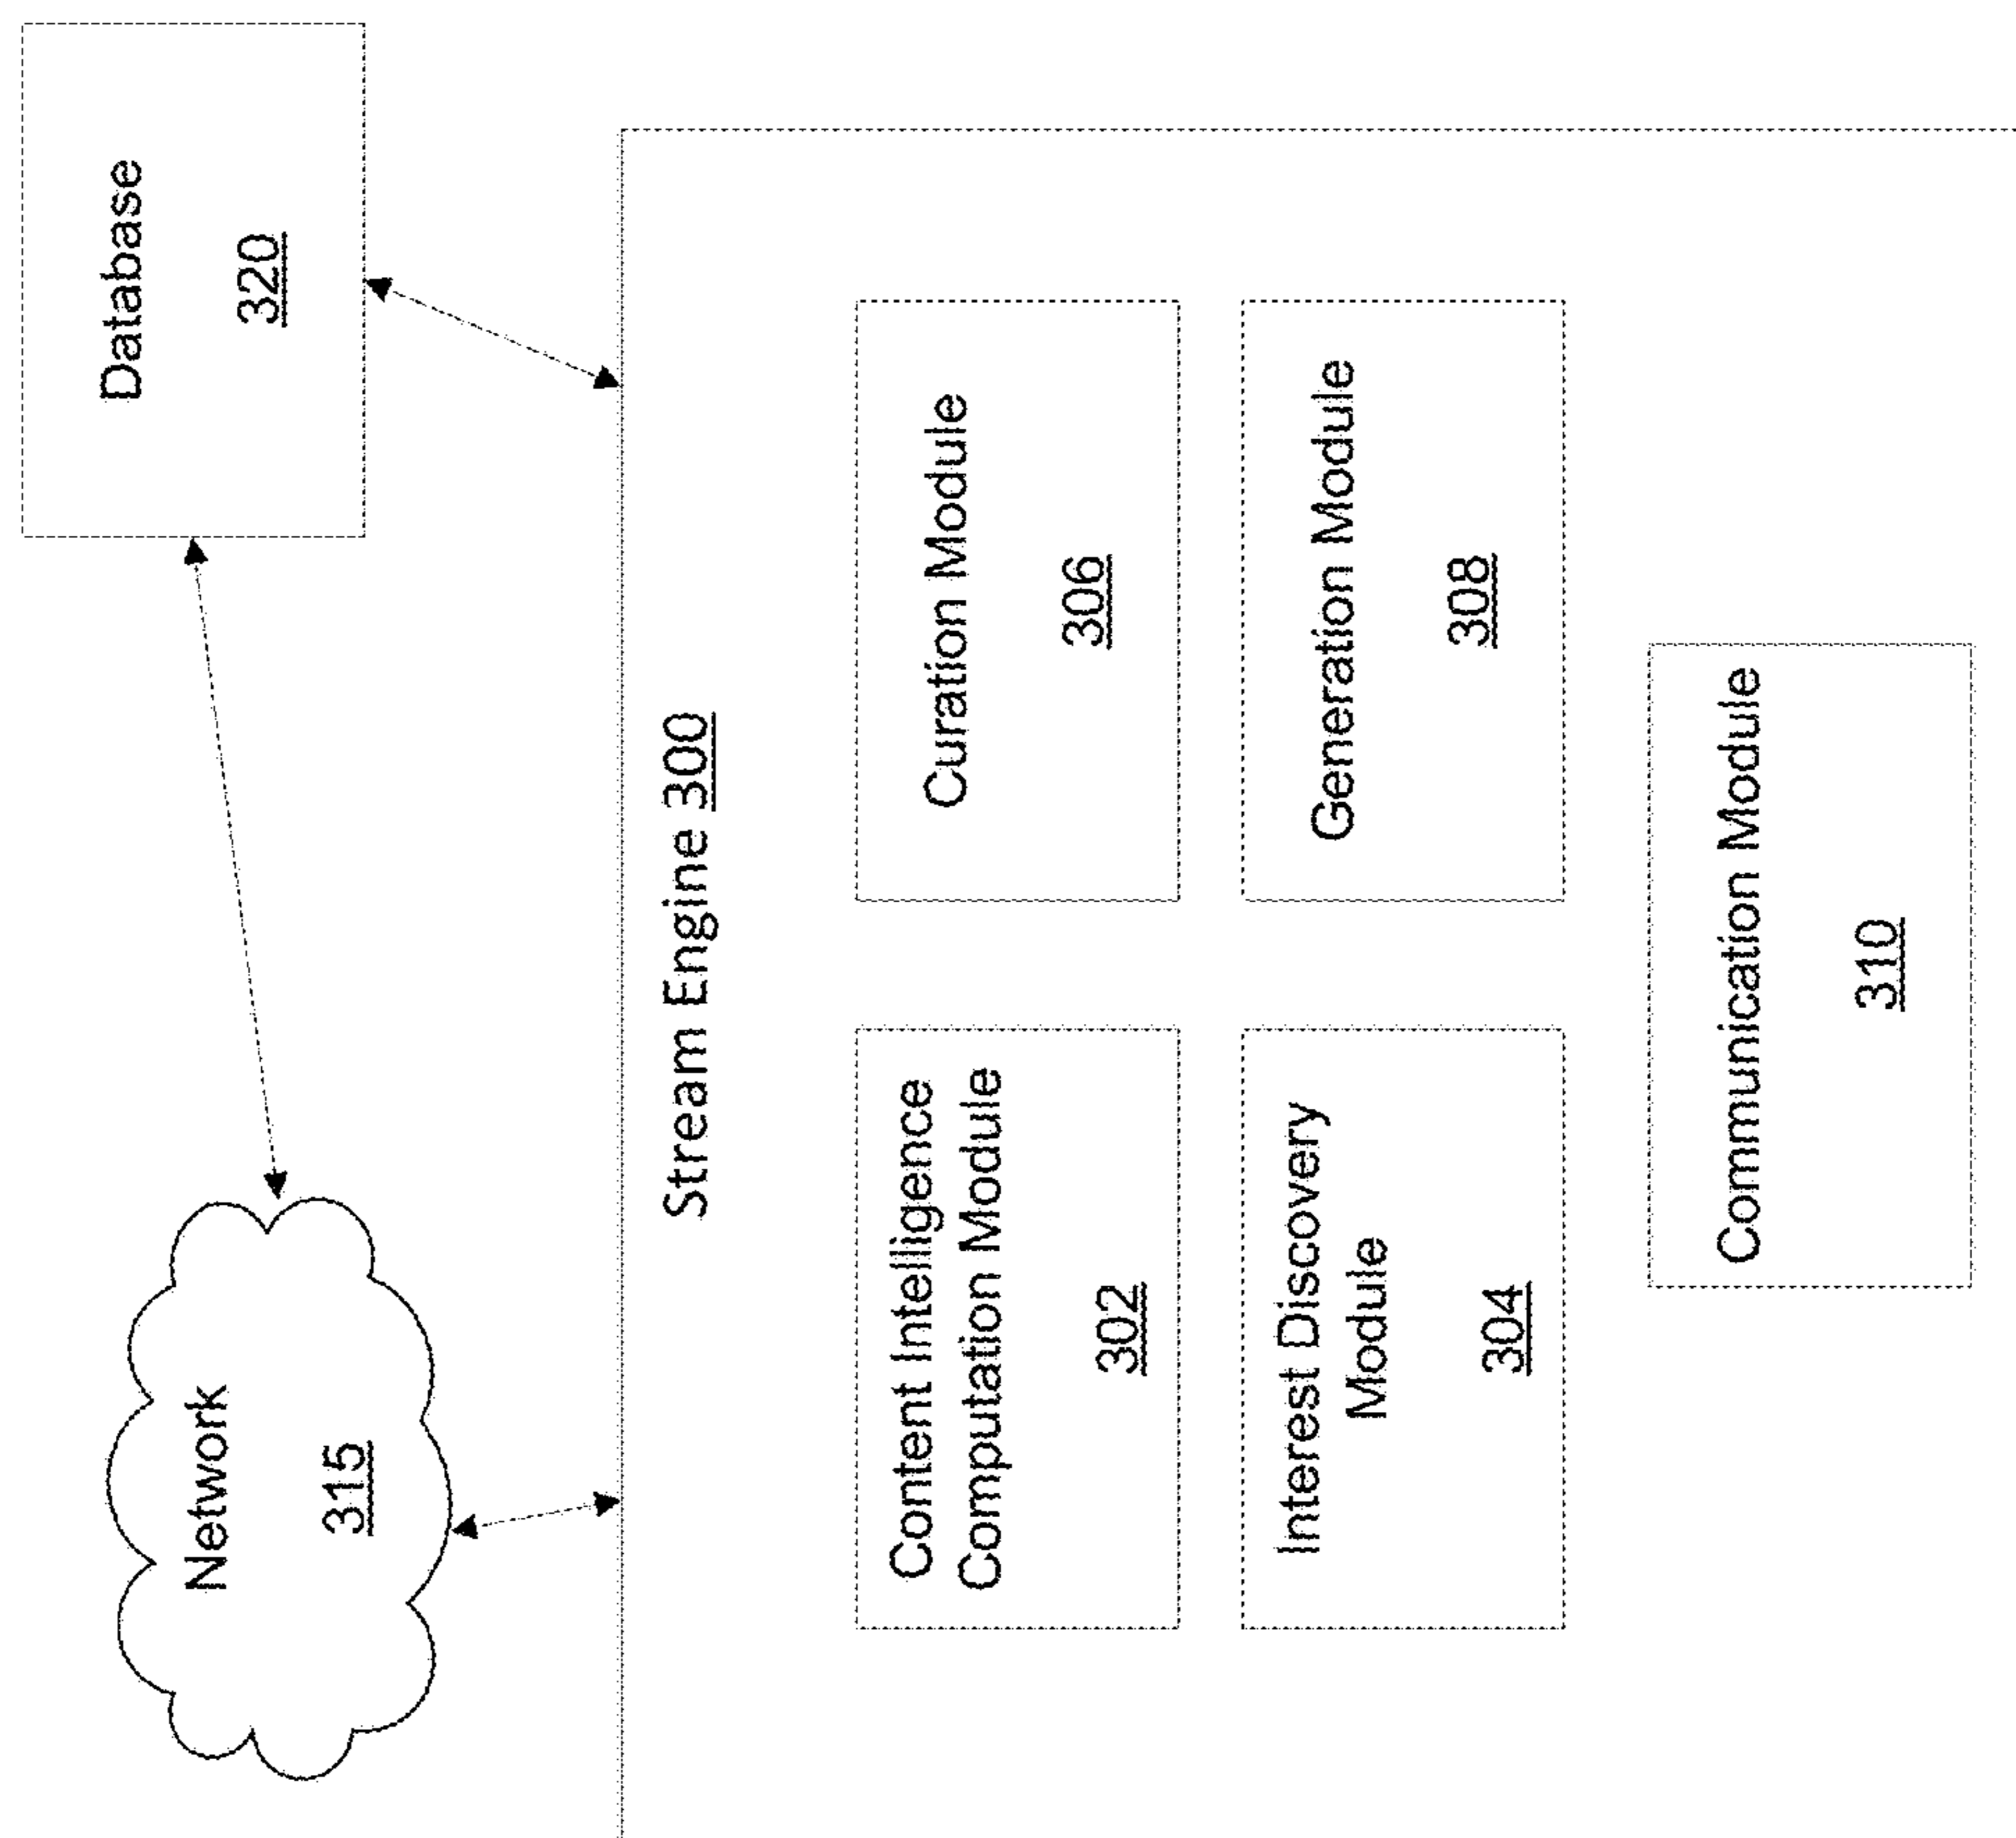 Network
315
Database
320
Stream Engine 300
Content Intelligence
Computation Module
302
Curation Module
306
Interest Discovery
Module
304
Generation Module
308
Communication Module
310